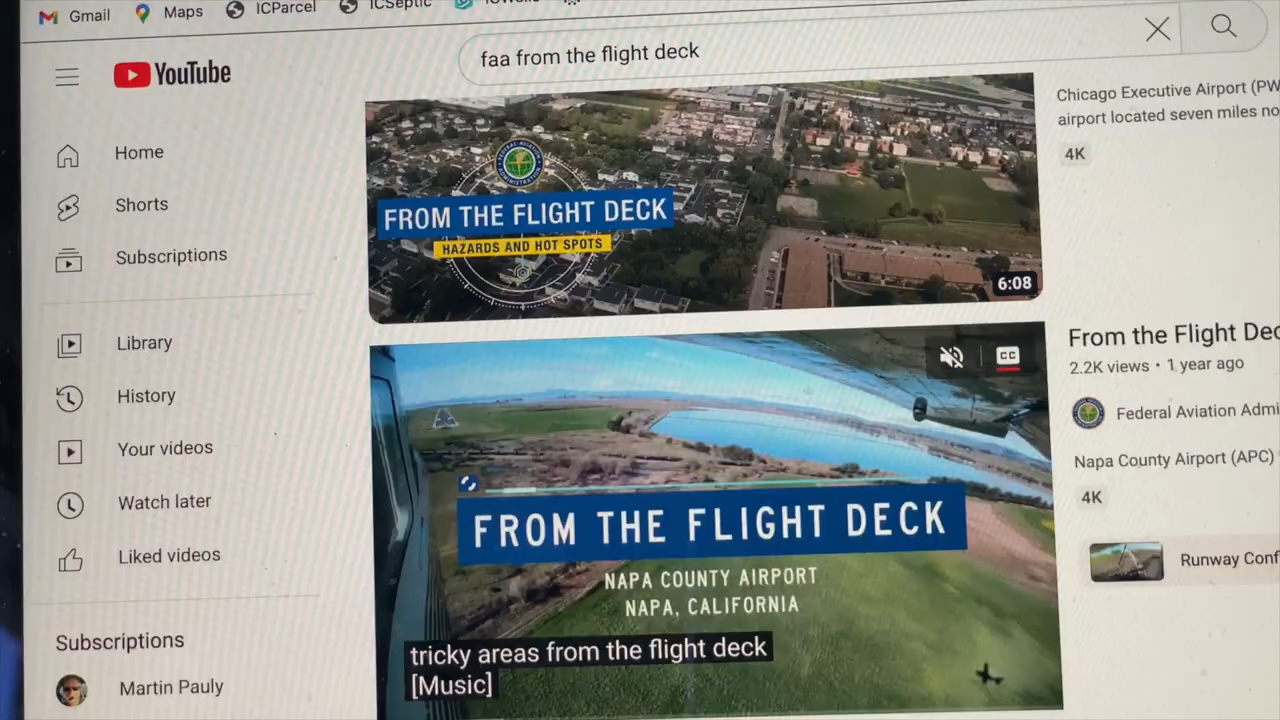 Gmail
Maps
ICParcel
ICSeptic
YouTube
faa from the flight deck
Home
Shorts
Subscriptions
Library
History
Your videos
Watch later
Liked videos
Subscriptions
Martin Pauly
FROM THE FLIGHT DECK
HAZARDS AND HOT SPOTS
6:08
Chicago Executive Airport (PW
airport located seven miles no
4K
CC
FROM THE FLIGHT DECK
NAPA COUNTY AIRPORT
NAPA, CALIFORNIA
tricky areas from the flight deck
[Music]
From the Flight Dec
2.2K views • 1 year ago
Federal Aviation Admi
Napa County Airport (APC)
4K
Runway Conf